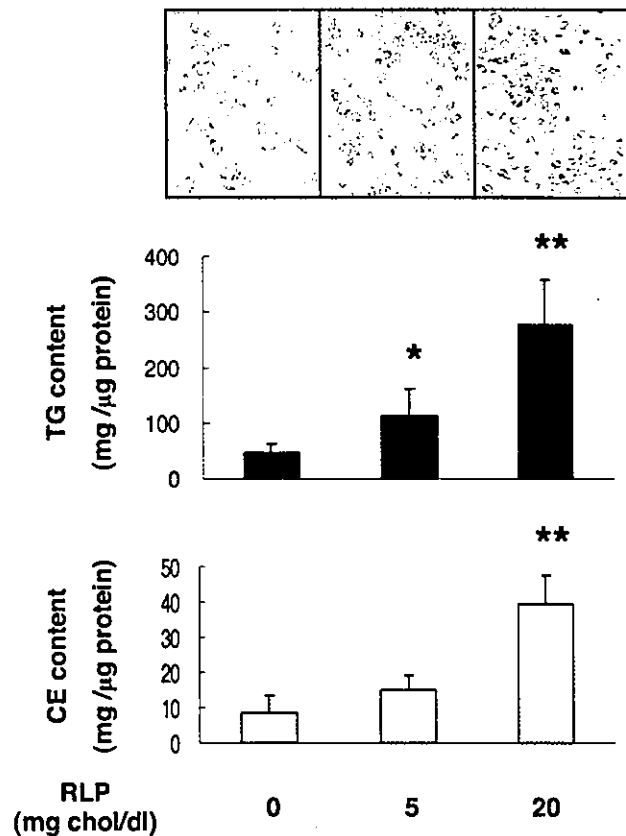 **
400
300
*
200
100
0
TG content
(mg /μg protein)
**
50
40
30
20
10
0
CE content
(mg /μg protein)
RLP
(mg chol/dl)
0 5 20